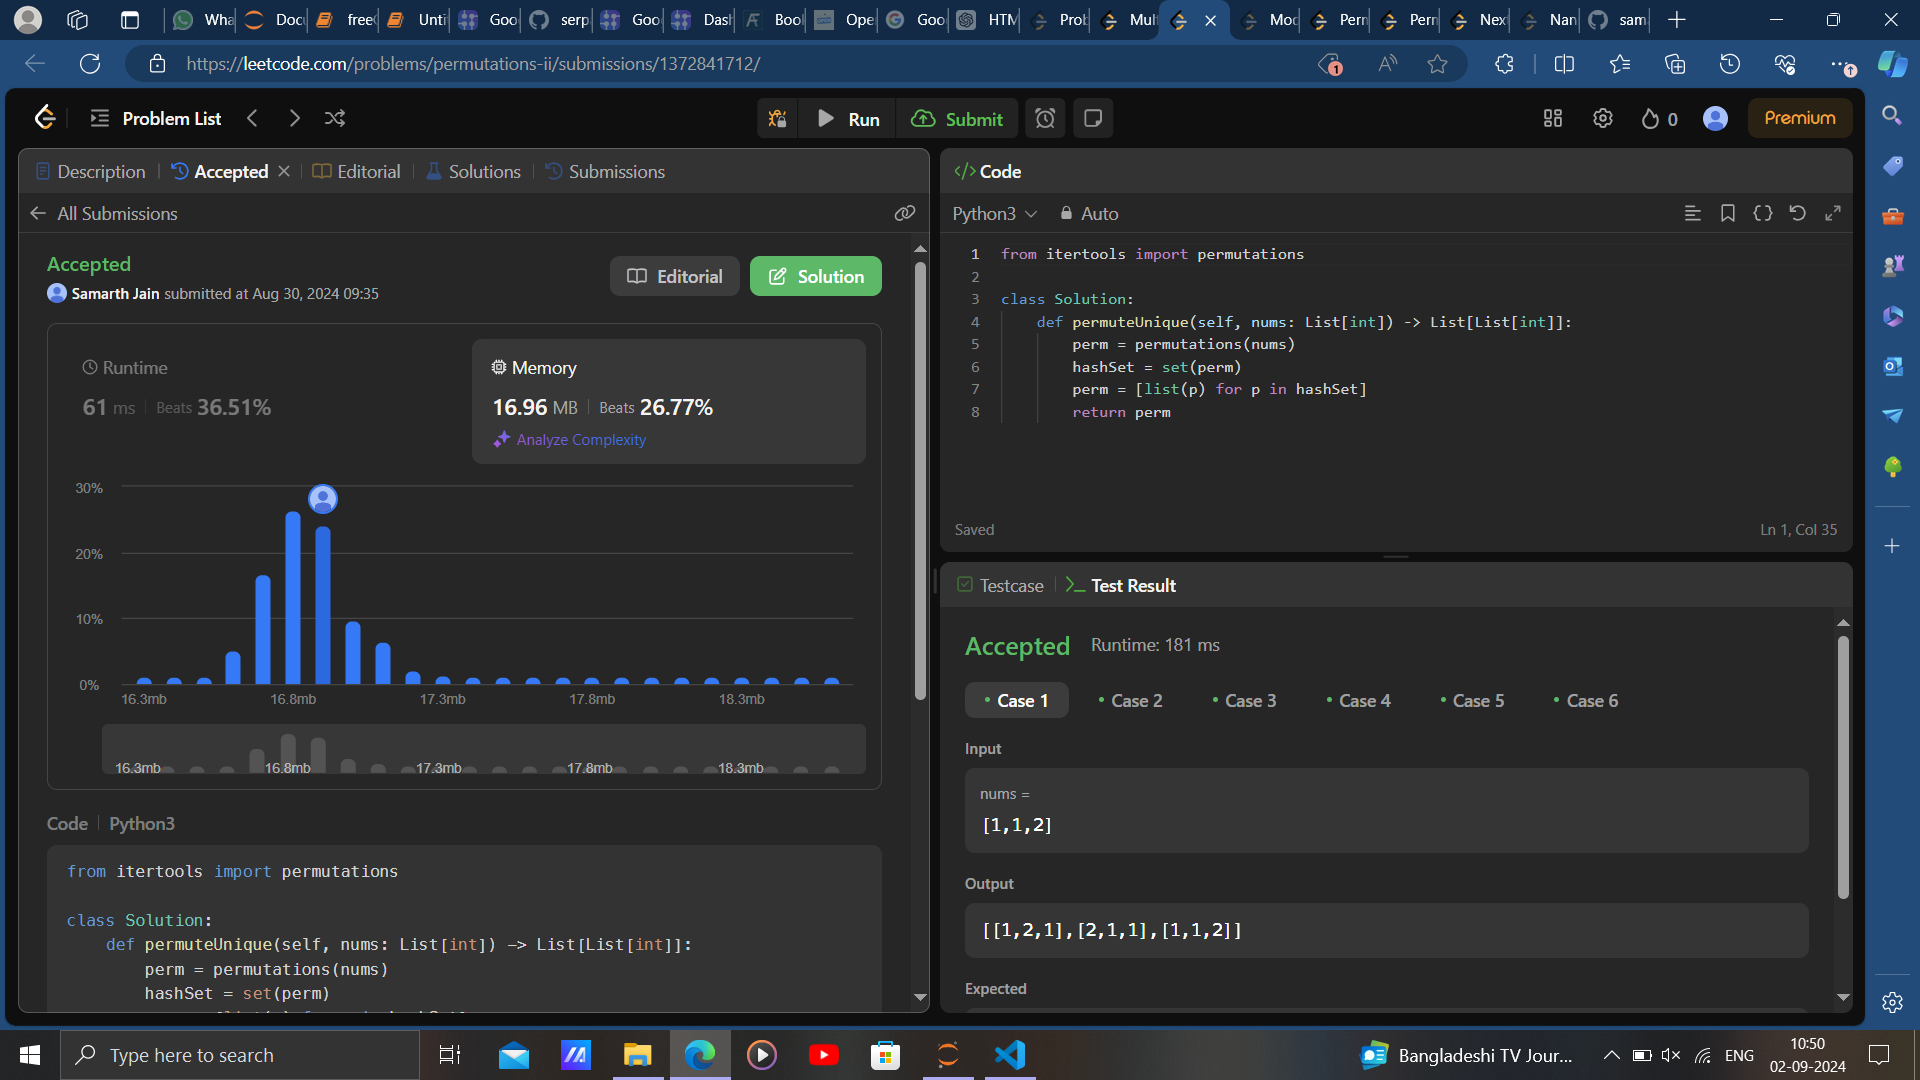 Wha
Docu
free
Unti
Goo
serp
Goo
Dash
Bool
Ope
Goo
HTM
Prob
Mul
Mod
Perm
Perm
Nex
Nan
sam
https://leetcode.com/problems/permutations-ii/submissions/1372841712/
1
Problem List
Run
Submit
0
Premium
Description
Accepted
Editorial
Solutions
Submissions
All Submissions
Accepted
Samarth Jain submitted at Aug 30, 2024 09:35
Editorial
Solution
Runtime
61 ms
Beats 36.51%
Memory
16.96 MB
Beats 26.77%
Analyze Complexity
30%
20%
10%
0%
16.3mb
16.8mb
17.3mb
17.8mb
18.3mb
16.3mb
16.8mb
17.3mb
17.8mb
18.3mb
Code
Python3
from itertools import permutations
class Solution:
def permuteUnique(self, nums: List[int]) -> List[List[int]]:
perm = permutations(nums)
hashSet = set(perm)
</> Code
Python3
Auto
1 from itertools import permutations
2
3 class Solution:
4 def permuteUnique(self, nums: List[int]) -> List[List[int]]:
5 perm = permutations(nums)
6 hashSet = set(perm)
7 perm = [list(p) for p in hashSet]
8 return perm
Saved
Ln 1, Col 35
Testcase
Test Result
Accepted
Runtime: 181 ms
Case 1
Case 2
Case 3
Case 4
Case 5
Case 6
Input
nums =
[1,1,2]
Output
[[1,2,1],[2,1,1],[1,1,2]]
Expected
Type here to search
Bangladeshi TV Jour...
ENG
10:50
02-09-2024